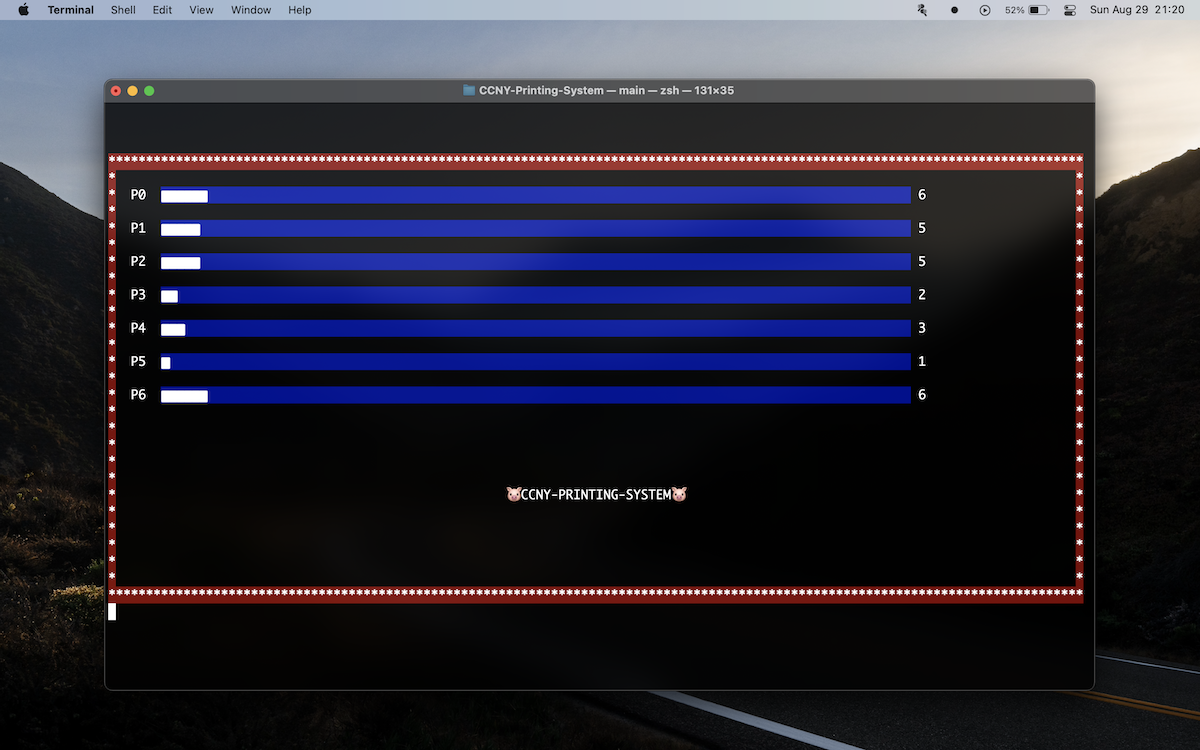 Terminal Shell Edit View Window Help 52% Sun Aug 29 21:20
CCNY-Printing-System — main — zsh — 131×35
***********************************************************************************************************************************
P0 6
P1 5
P2 5
P3 2
P4 3
P5 1
P6 6
🐷CCNY-PRINTING-SYSTEM🐷
***********************************************************************************************************************************